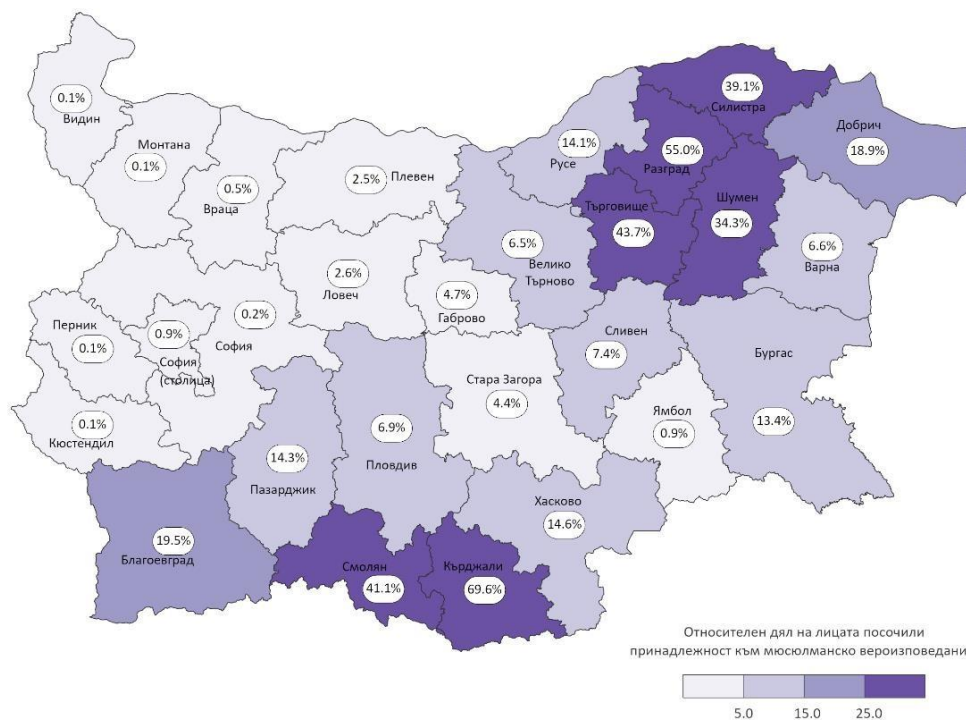 39.1%
Силистра
0.1%
Видин
Добрич
18.9%
Монтана
0.1%
14.1%
Русе
55.0%
Разград
2.5%
Плевен
0.5%
Враца
Търговище
43.7%
Шумен
34.3%
6.5%
Велико
Търново
6.6%
Варна
2.6%
Ловеч
4.7%
Габрово
0.2%
София
Перник
0.1%
0.9%
София
(столица)
Сливен
7.4%
Бургас
13.4%
Стара Загора
4.4%
Ямбол
0.9%
0.1%
Кюстендил
6.9%
Пловдив
14.3%
Пазарджик
Хасково
14.6%
19.5%
Благоевград
Смолян
41.1%
Кърджали
69.6%
Относителен дял на лицата посочили
принадлежност към мюсюлманско вероизповедани
5.0 15.0 25.0